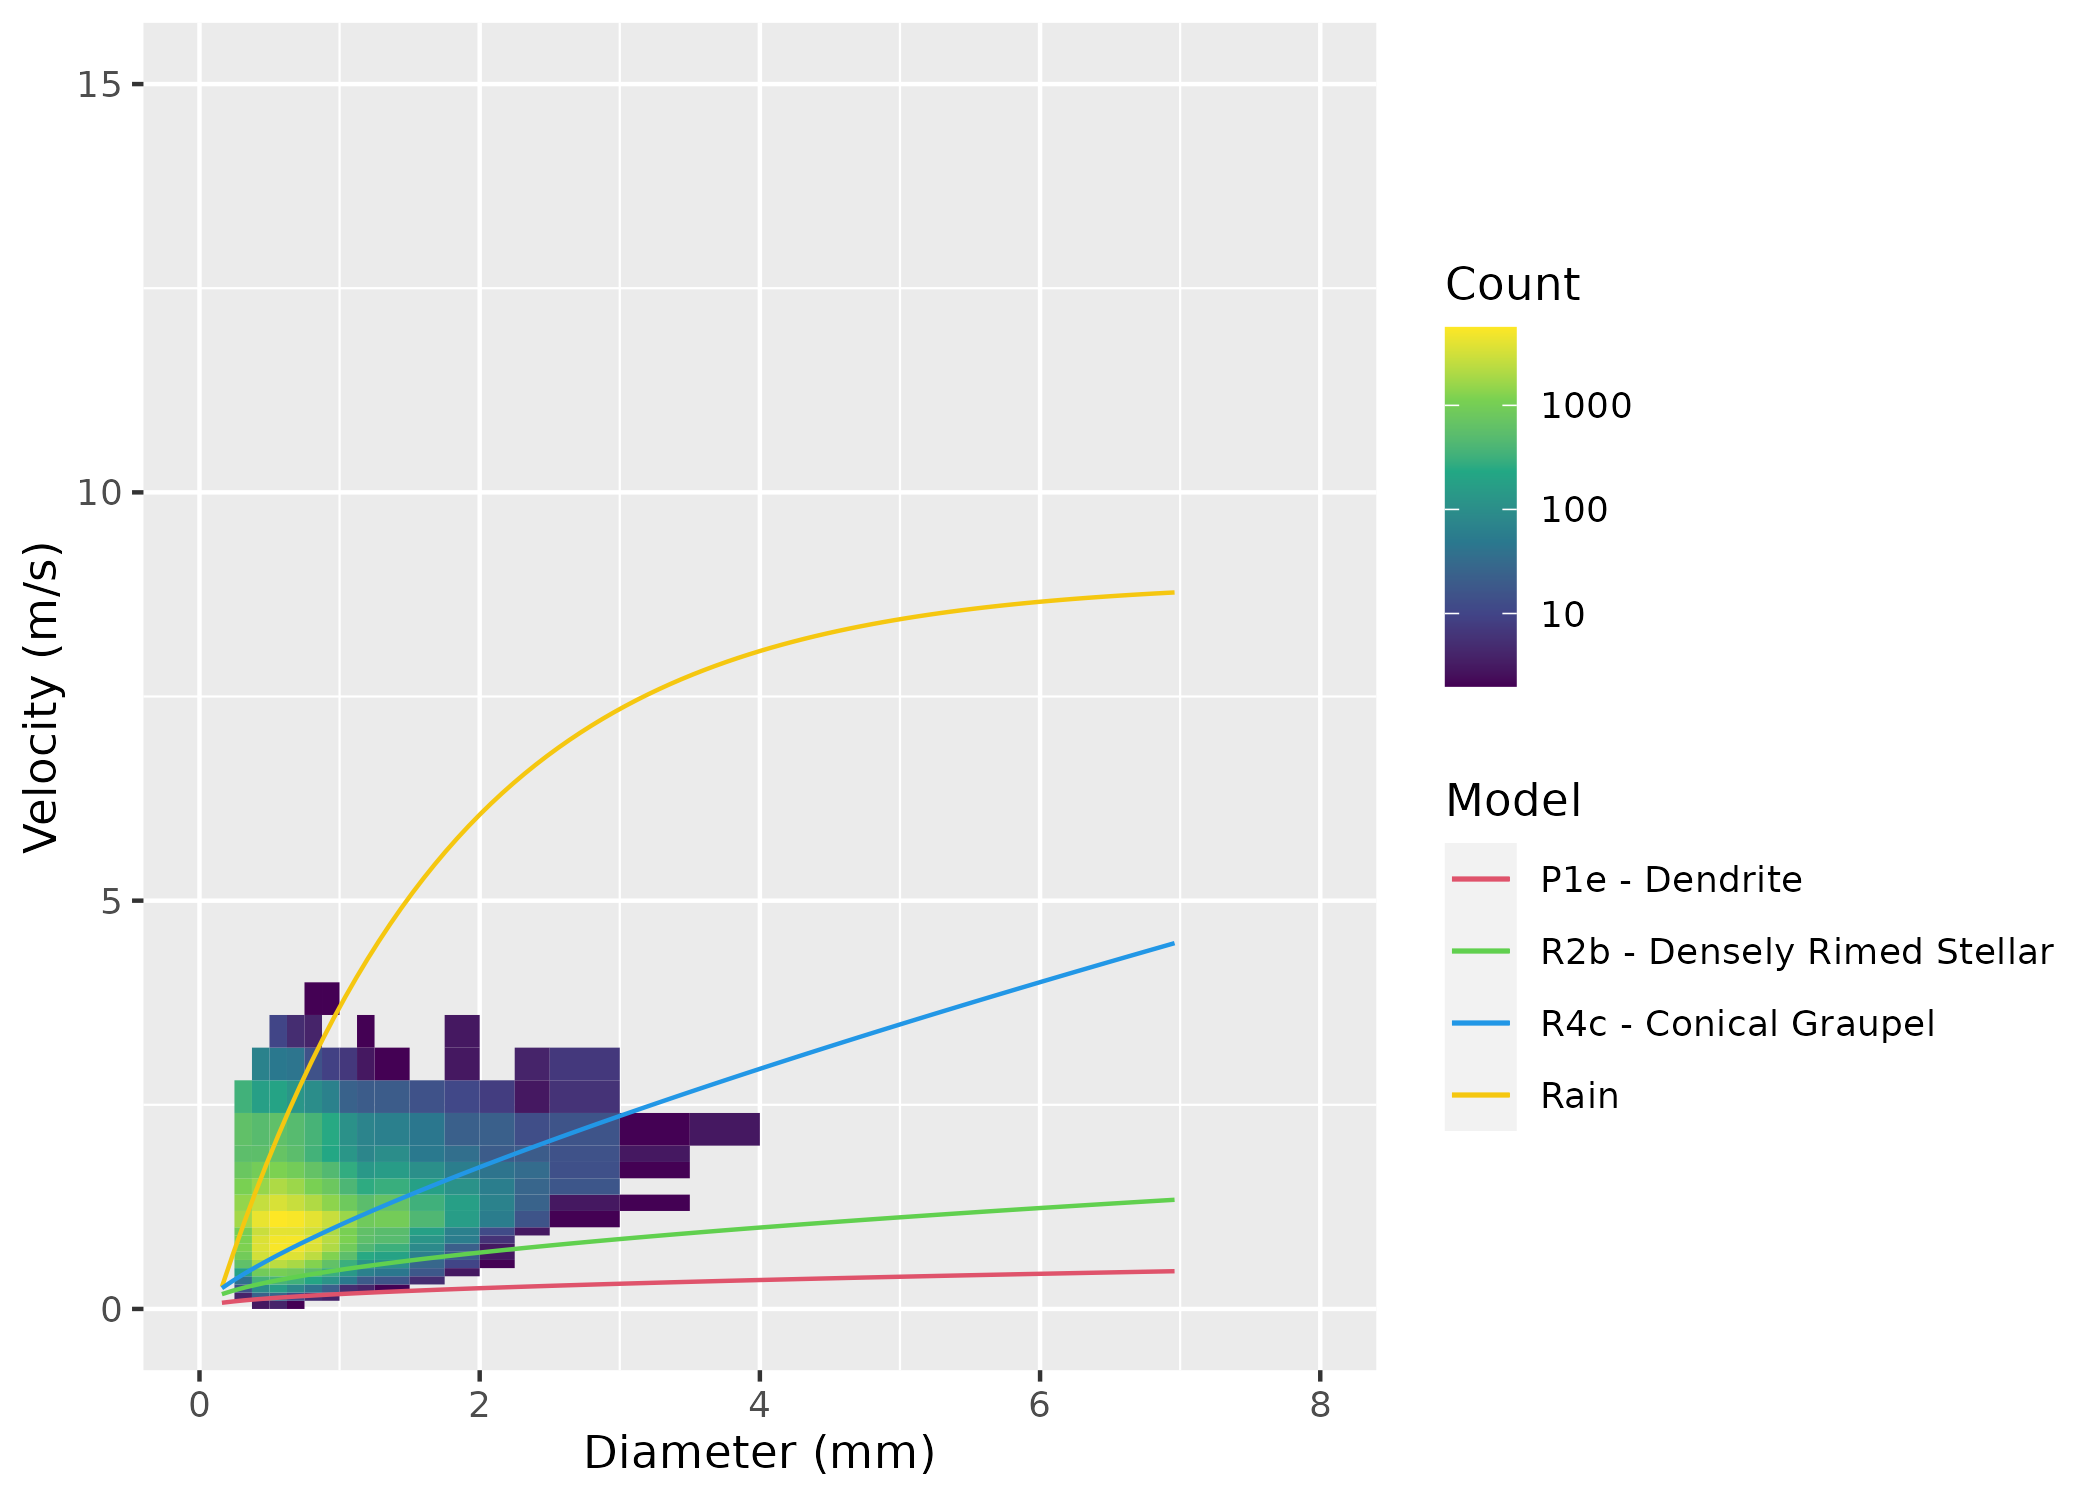 15
10
5
0
Velocity (m/s)
0 2 4 6 8
Diameter (mm)
Count
1000
100
10
Model
P1e - Dendrite
R2b - Densely Rimed Stellar
R4c - Conical Graupel
Rain